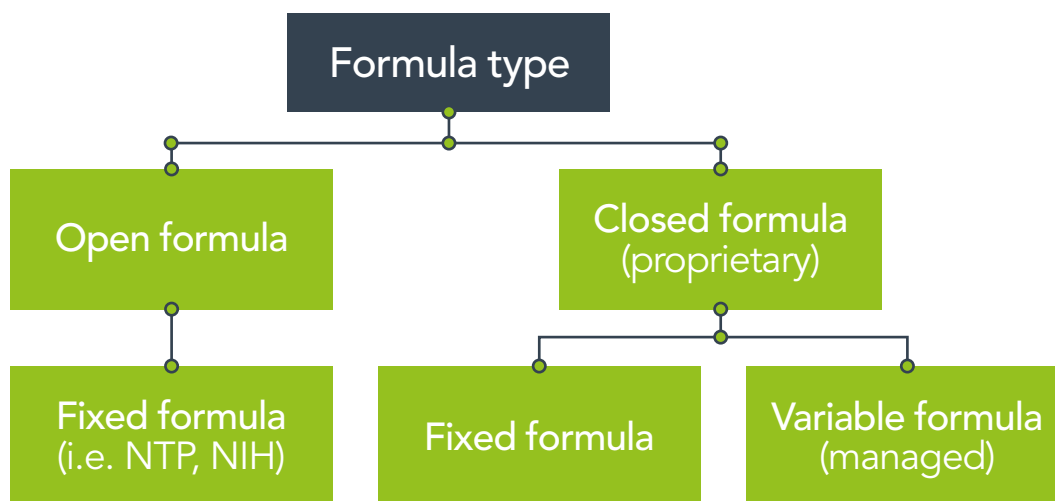 Formula type
Open formula
Closed formula
(proprietary)
Fixed formula
(i.e. NTP, NIH)
Fixed formula
Variable formula
(managed)